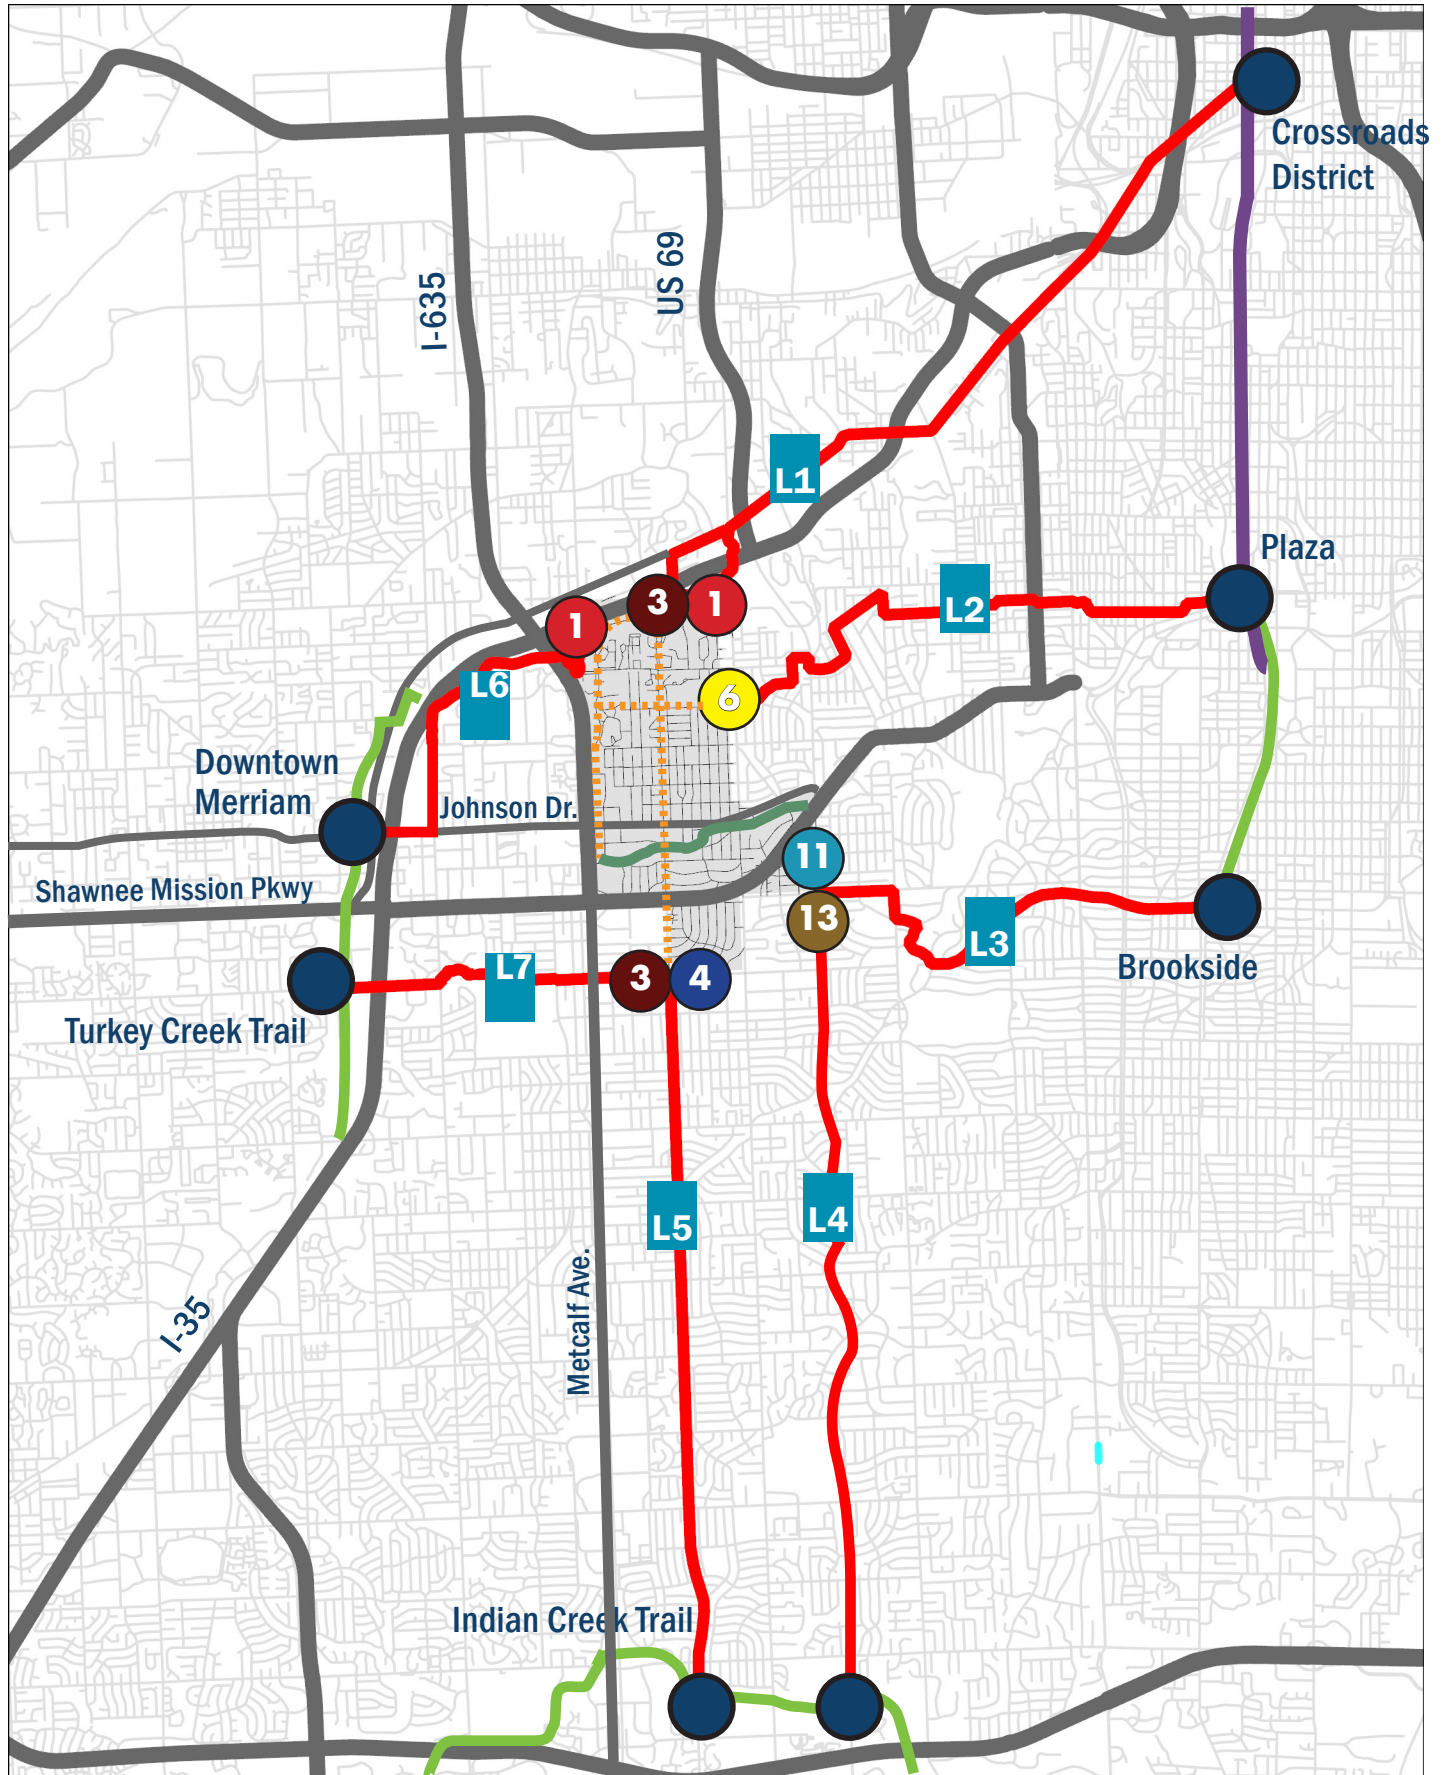 Crossroads
District
US 69
I-635
L1
Plaza
3
1
1
L2
L6
6
Downtown
Merriam
Johnson Dr.
11
Shawnee Mission Pkwy
13
L3
Brookside
L7
3
4
Turkey Creek Trail
L5
L4
I-35
Metcalf Ave.
Indian Creek Trail